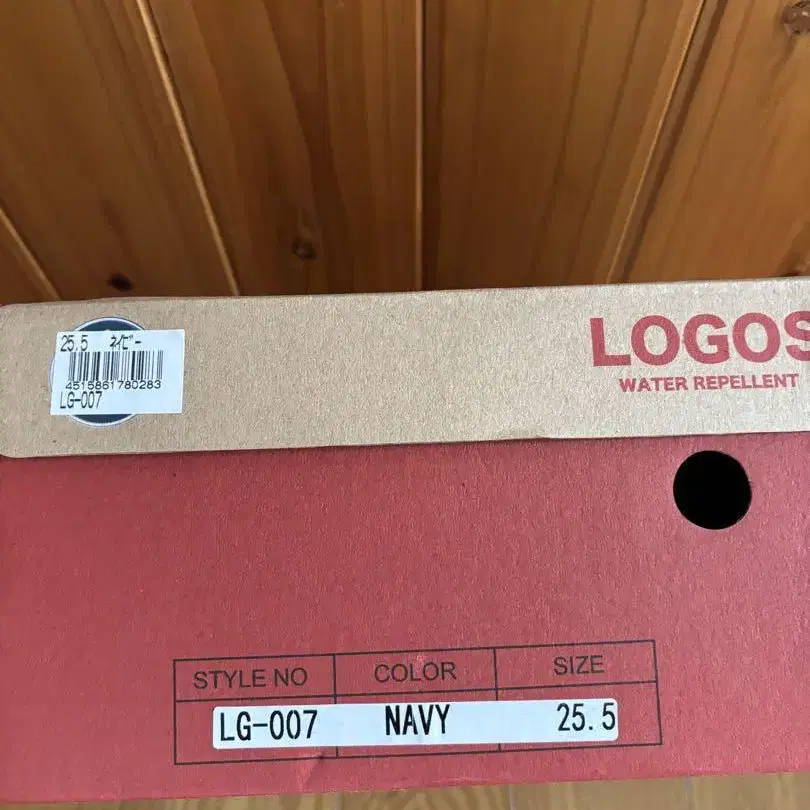 25.5 ネイビー
4515861780283
LG-007
LOGOS
WATER REPELLENT
STYLE NO COLOR SIZE
LG-007 NAVY 25.5